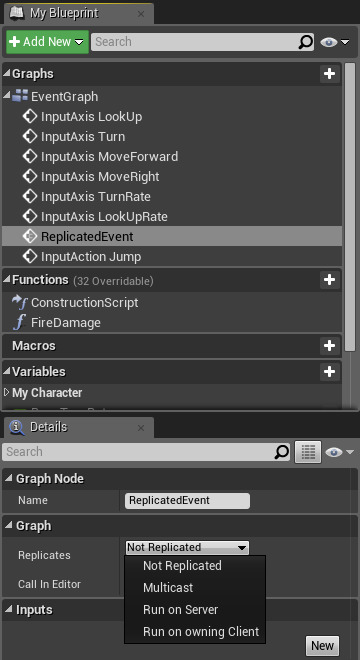 My Blueprint
Add New
Search
Graphs
EventGraph
InputAxis LookUp
InputAxis Turn
InputAxis MoveForward
InputAxis MoveRight
InputAxis TurnRate
InputAxis LookUpRate
ReplicatedEvent
InputAction Jump
Functions (32 Overridable)
ConstructionScript
FireDamage
Macros
Variables
My Character
Details
Search
Graph Node
Name ReplicatedEvent
Graph
Replicates Not Replicated
Not Replicated
Call In Editor
Multicast
Run on Server
Run on owning Client
Inputs
New